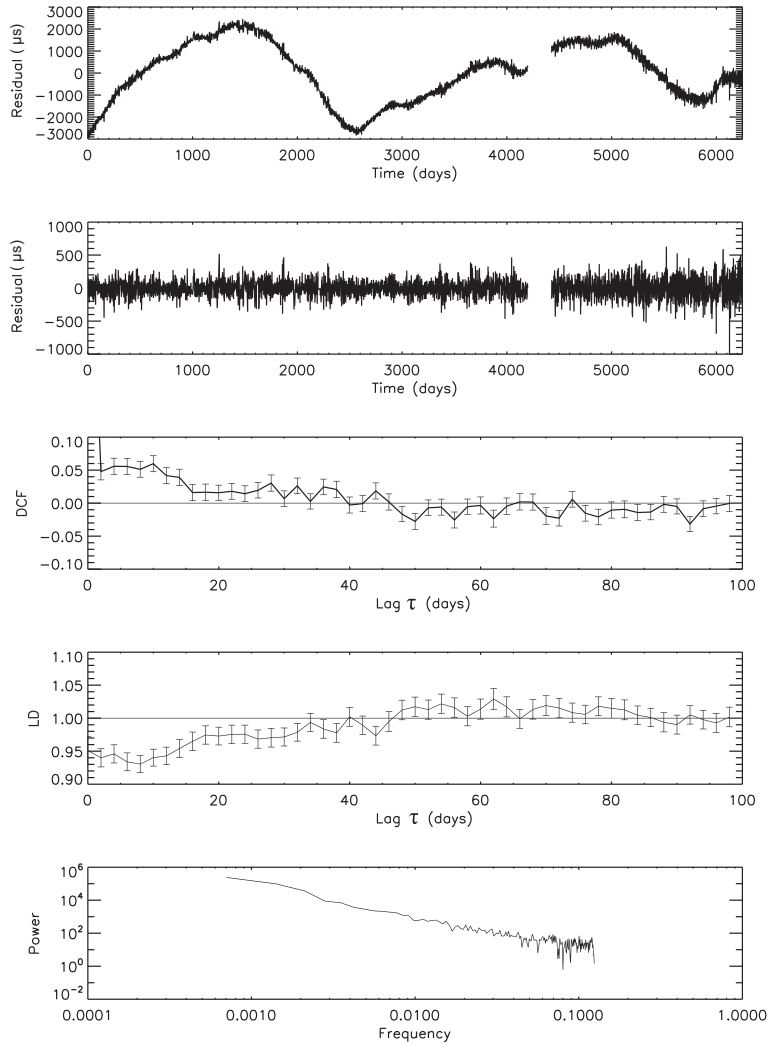 3000
2000
1000
0
−1000
−2000
−3000
Residual ( μs)
0 1000 2000 3000 4000 5000 6000
Time (days)
1000
500
0
−500
−1000
Residual ( μs)
0 1000 2000 3000 4000 5000 6000
Time (days)
0.10
0.05
0.00
−0.05
−0.10
DCF
0 20 40 60 80 100
Lag τ (days)
1.10
1.05
1.00
0.95
0.90
LD
0 20 40 60 80 100
Lag τ (days)
10^6
10^4
10^2
10^0
10^−2
Power
0.0001 0.0010 0.0100 0.1000 1.0000
Frequency